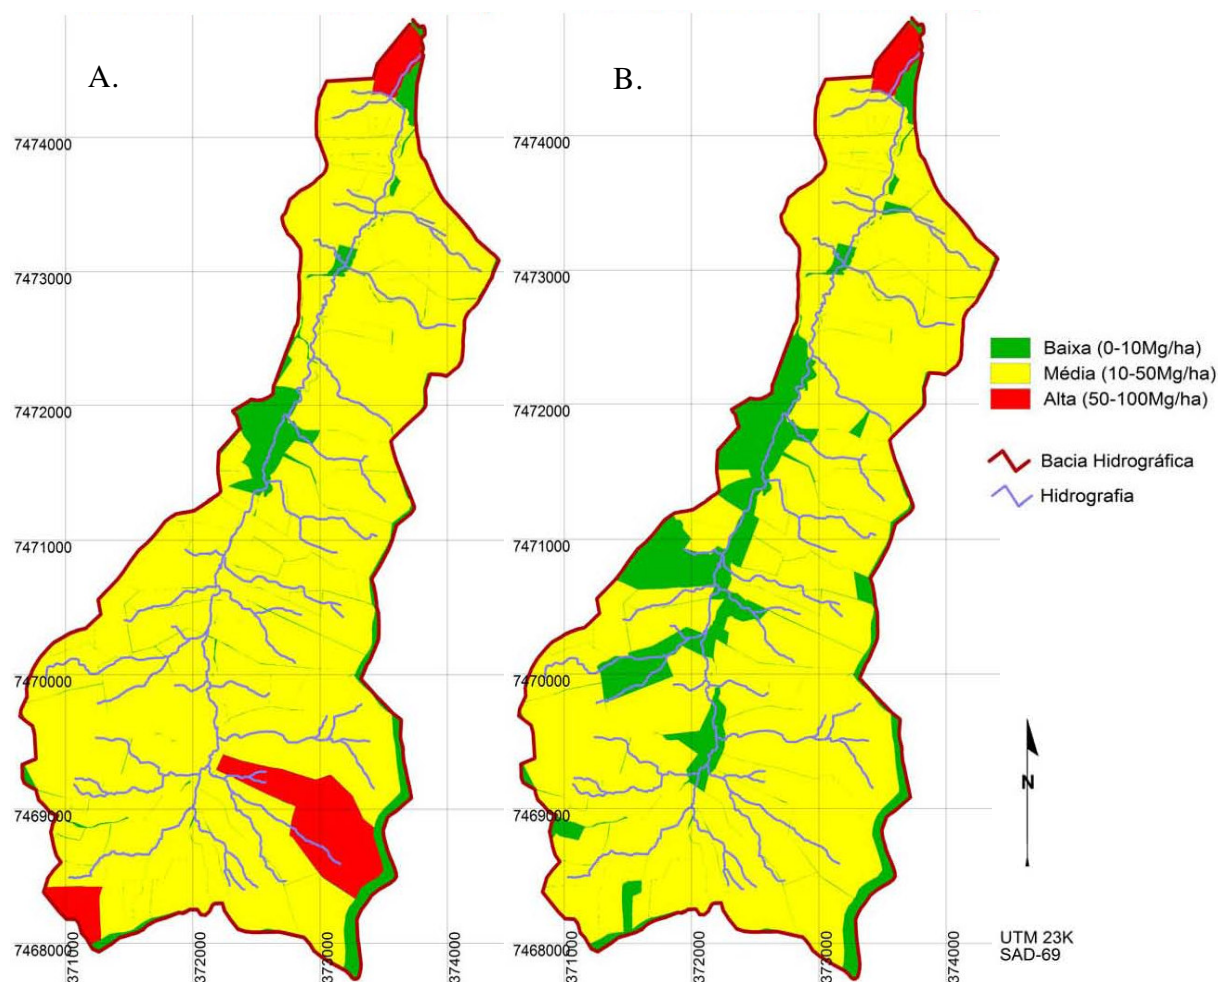 A.
B.
7474000
7473000
7472000
7471000
7470000
7469000
7468000
371000
372000
373000
374000
7474000
7473000
7472000
7471000
7470000
7469000
7468000
371000
372000
373000
374000
Baixa (0-10Mg/ha)
Média (10-50Mg/ha)
Alta (50-100Mg/ha)
Bacia Hidrográfica
Hidrografia
N
UTM 23K
SAD-69